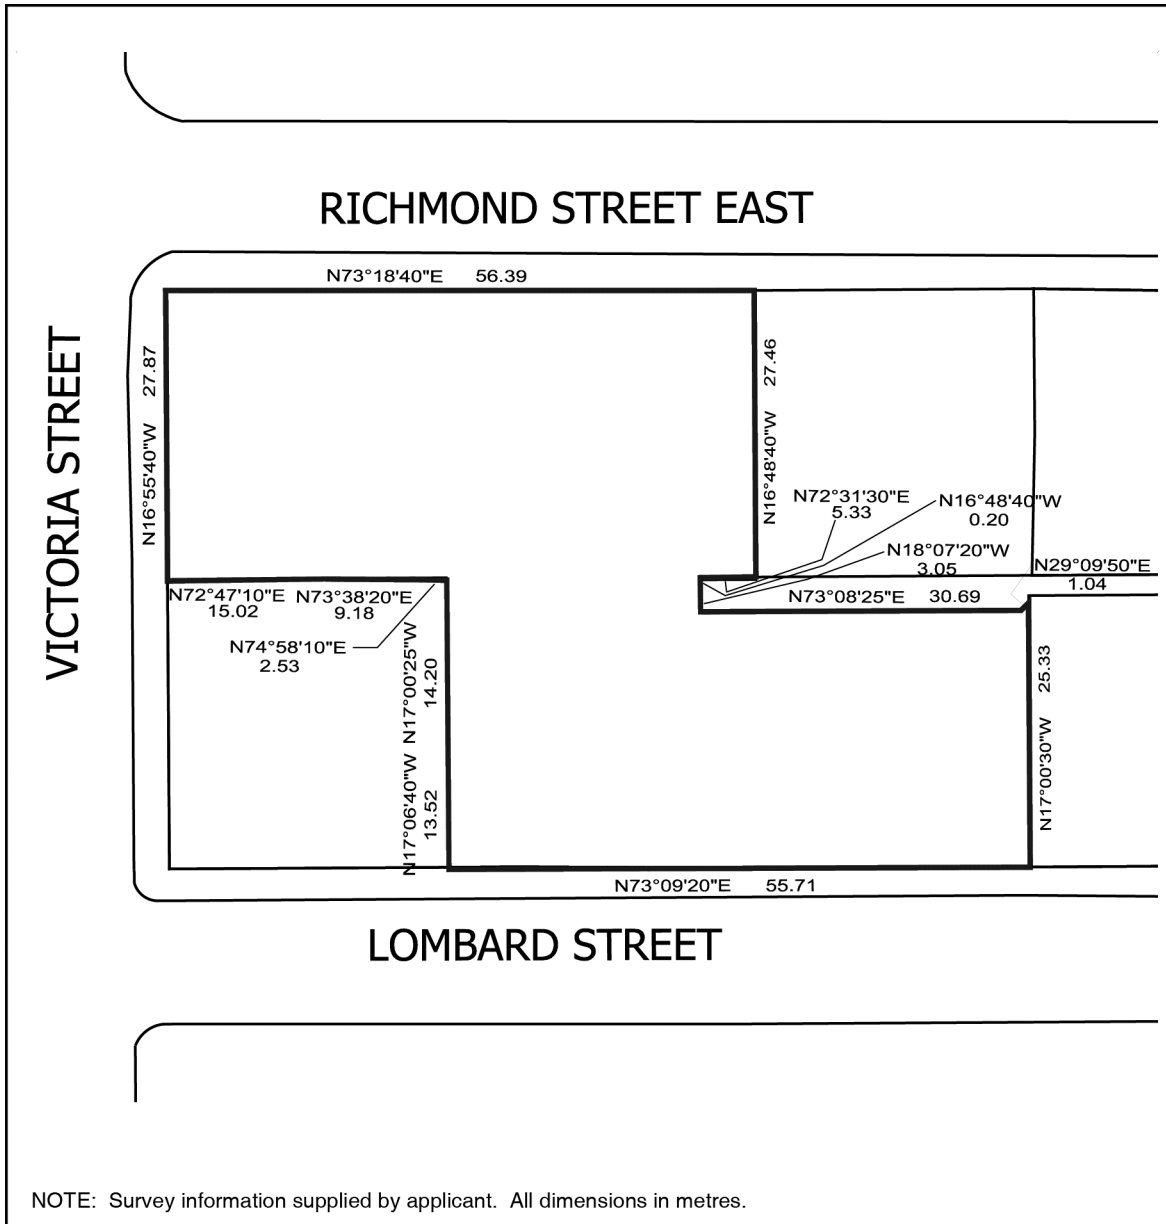 RICHMOND STREET EAST
N73°18'40"E 56.39
VICTORIA STREET
N16°55'40"W 27.87
N16°48'40"W 27.46
N72°31'30"E
5.33
N16°48'40"W
0.20
N18°07'20"W
3.05
N29°09'50"E
1.04
N73°08'25"E 30.69
N72°47'10"E
15.02
N73°38'20"E
9.18
N74°58'10"E
2.53
N17°00'25"W
14.20
N17°06'40"W
13.52
N17°00'30"W 25.33
N73°09'20"E 55.71
LOMBARD STREET
NOTE: Survey information supplied by applicant. All dimensions in metres.